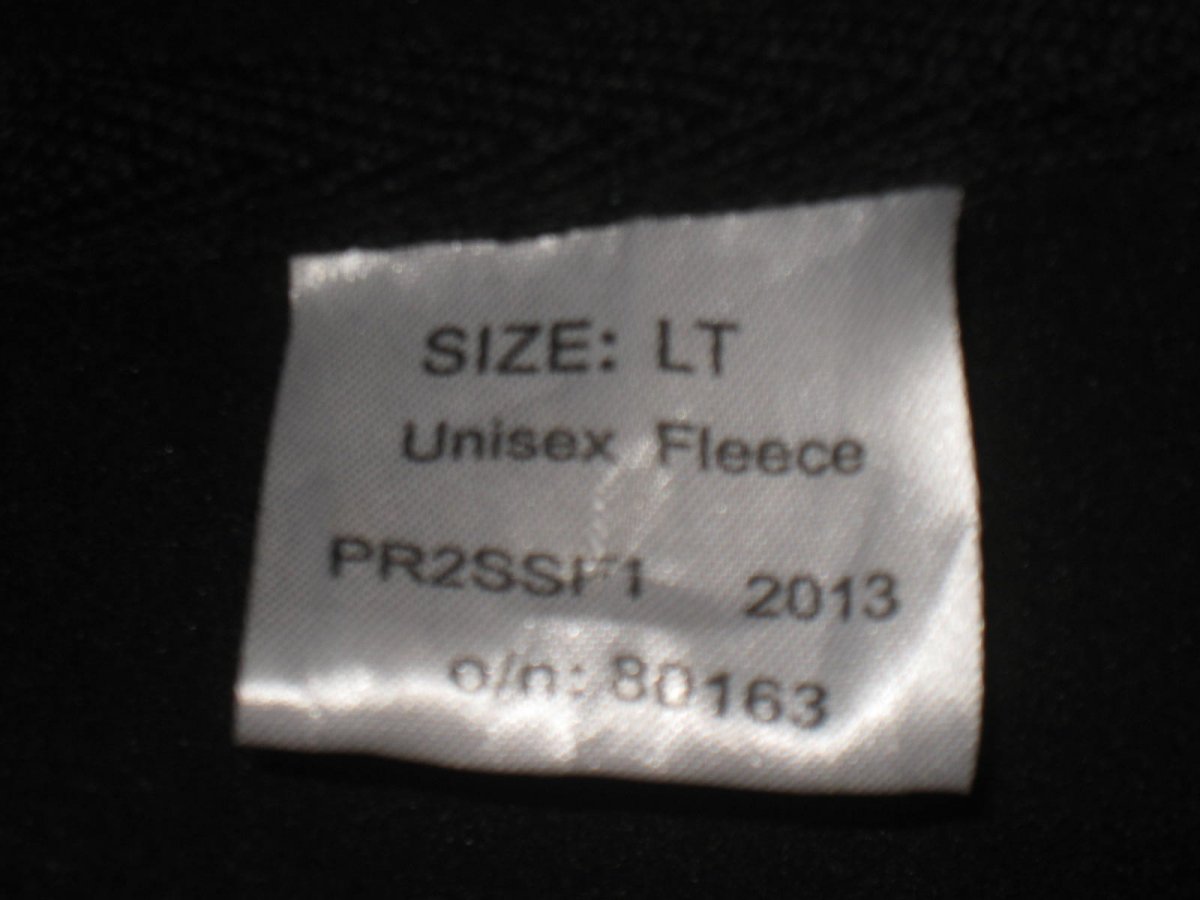 SIZE: LT
Unisex Fleece
PR2SSF1 2013
o/n: 80163